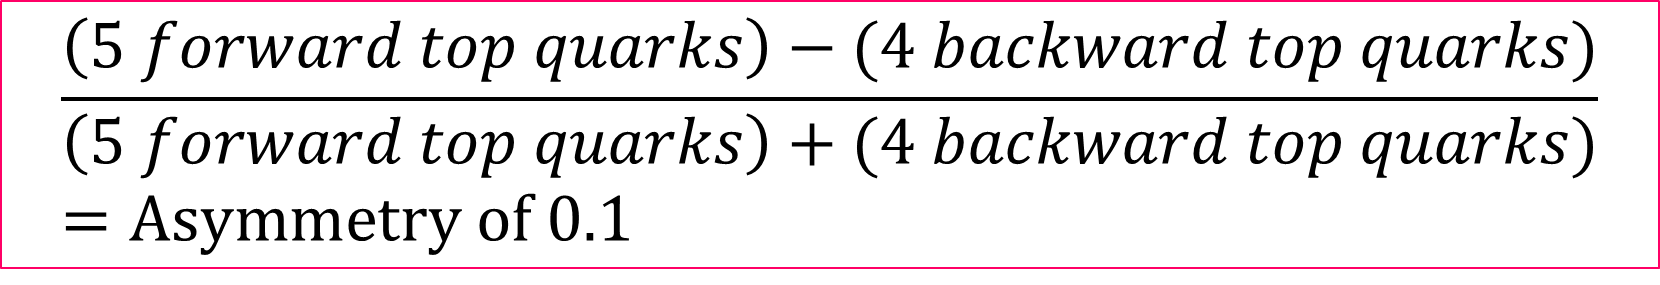 (5 forward top quarks) − (4 backward top quarks)
(5 forward top quarks) + (4 backward top quarks)
= Asymmetry of 0.1